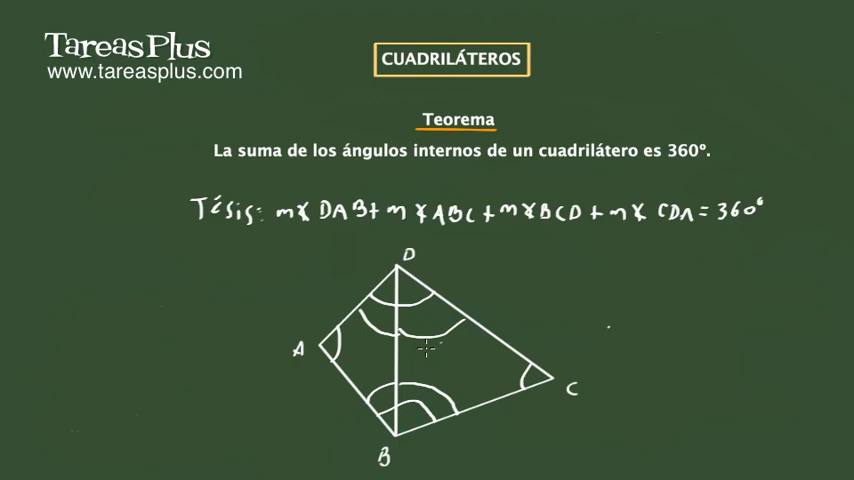 TareasPlus
www.tareasplus.com
CUADRILÁTEROS
Teorema
La suma de los ángulos internos de un cuadrilátero es 360º.
Tésis: m∡ DAB + m∡ABC + m∡BCD + m∡ CDA = 360°
D
A
C
B